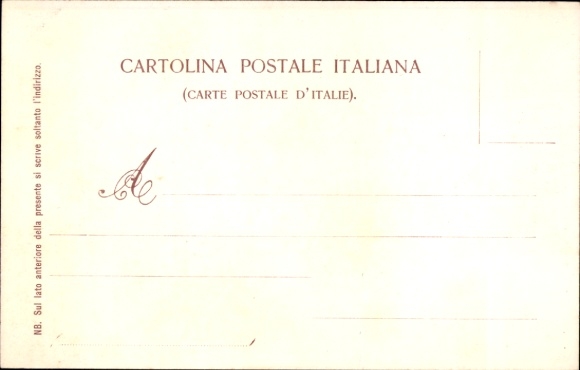 CARTOLINA POSTALE ITALIANA
(CARTE POSTALE D'ITALIE).
A
NB. Sul lato anteriore della presente si scrive soltanto l'indirizzo.